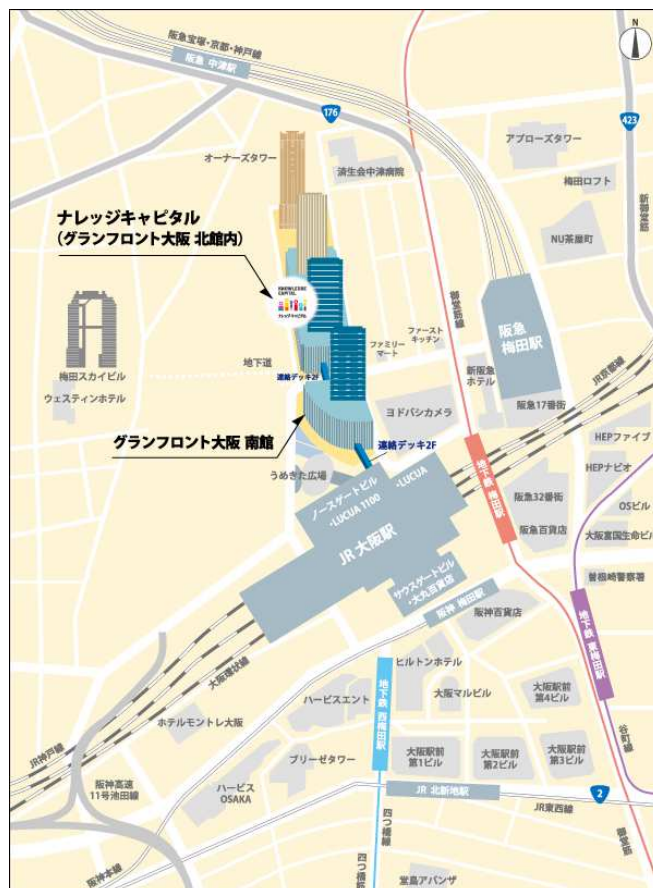 阪急宝塚・京都・神戸線
阪急 中津駅
N
176
423
オーナーズタワー
済生会中津病院
アプローズタワー
梅田ロフト
新御堂筋
NU茶屋町
ナレッジキャピタル
(グランフロント大阪 北館内)
KNOWLEDGE
CAPITAL
ナレッジキャピタル
御堂筋線
阪急
梅田駅
ファースト
キッチン
ファミリー
マート
新阪急
ホテル
JR京都線
地下道
連絡デッキ2F
梅田スカイビル
ウェスティンホテル
ヨドバシカメラ
阪急17番街
グランフロント大阪 南館
連絡デッキ2F
HEPファイブ
HEPナビオ
うめきた広場
ノースゲートビル
・LUCUA 1100
・LUCUA
地下鉄 梅田駅
阪急32番街
OSビル
阪急百貨店
大阪富国生命ビル
JR 大阪駅
サウスゲートビル
・大丸百貨店
曽根崎警察署
阪神 梅田駅
阪神百貨店
地下鉄 東梅田駅
大阪環状線
ヒルトンホテル
地下鉄 西梅田駅
大阪マルビル
大阪駅前
第4ビル
ハービスエント
ホテルモントレ大阪
谷町線
JR神戸線
ブリーゼタワー
大阪駅前
第1ビル
大阪駅前
第2ビル
大阪駅前
第3ビル
阪神高速
11号池田線
ハービス
OSAKA
JR 北新地駅
2
JR東西線
四つ橋線
御堂筋
阪神本線
四つ橋筋
堂島アバンザ